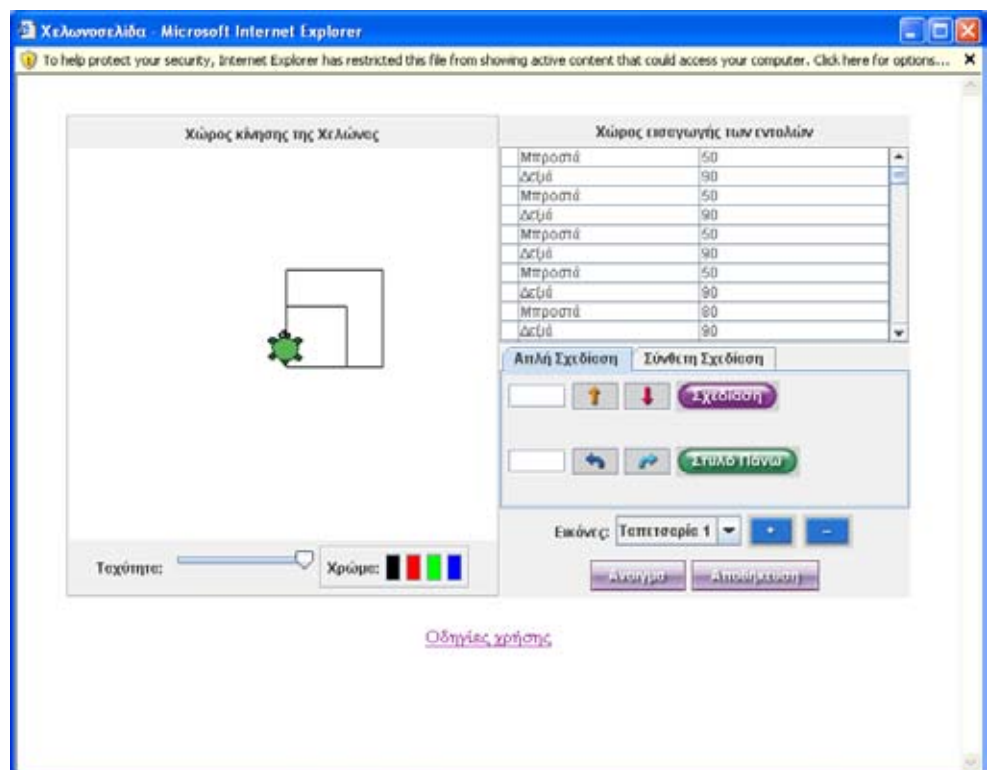 Χελωνοσελίδα - Microsoft Internet Explorer
To help protect your security, Internet Explorer has restricted this file from showing active content that could access your computer. Click here for options...
Χώρος κίνησης της Χελώνας
Χώρος εισαγωγής των εντολών
Μπροστά 50
Δεξιά 90
Μπροστά 50
Δεξιά 90
Μπροστά 50
Δεξιά 90
Μπροστά 50
Δεξιά 90
Μπροστά 80
Δεξιά 90
Απλή Σχεδίαση Σύνθετη Σχεδίαση
Σχεδίαση
Στυλό Πάνω
Εικόνες: Ταπετσαρία 1 + -
Ταχύτητα: Χρώμα:
Άνοιγμα Αποθήκευση
Οδηγίες χρήσης